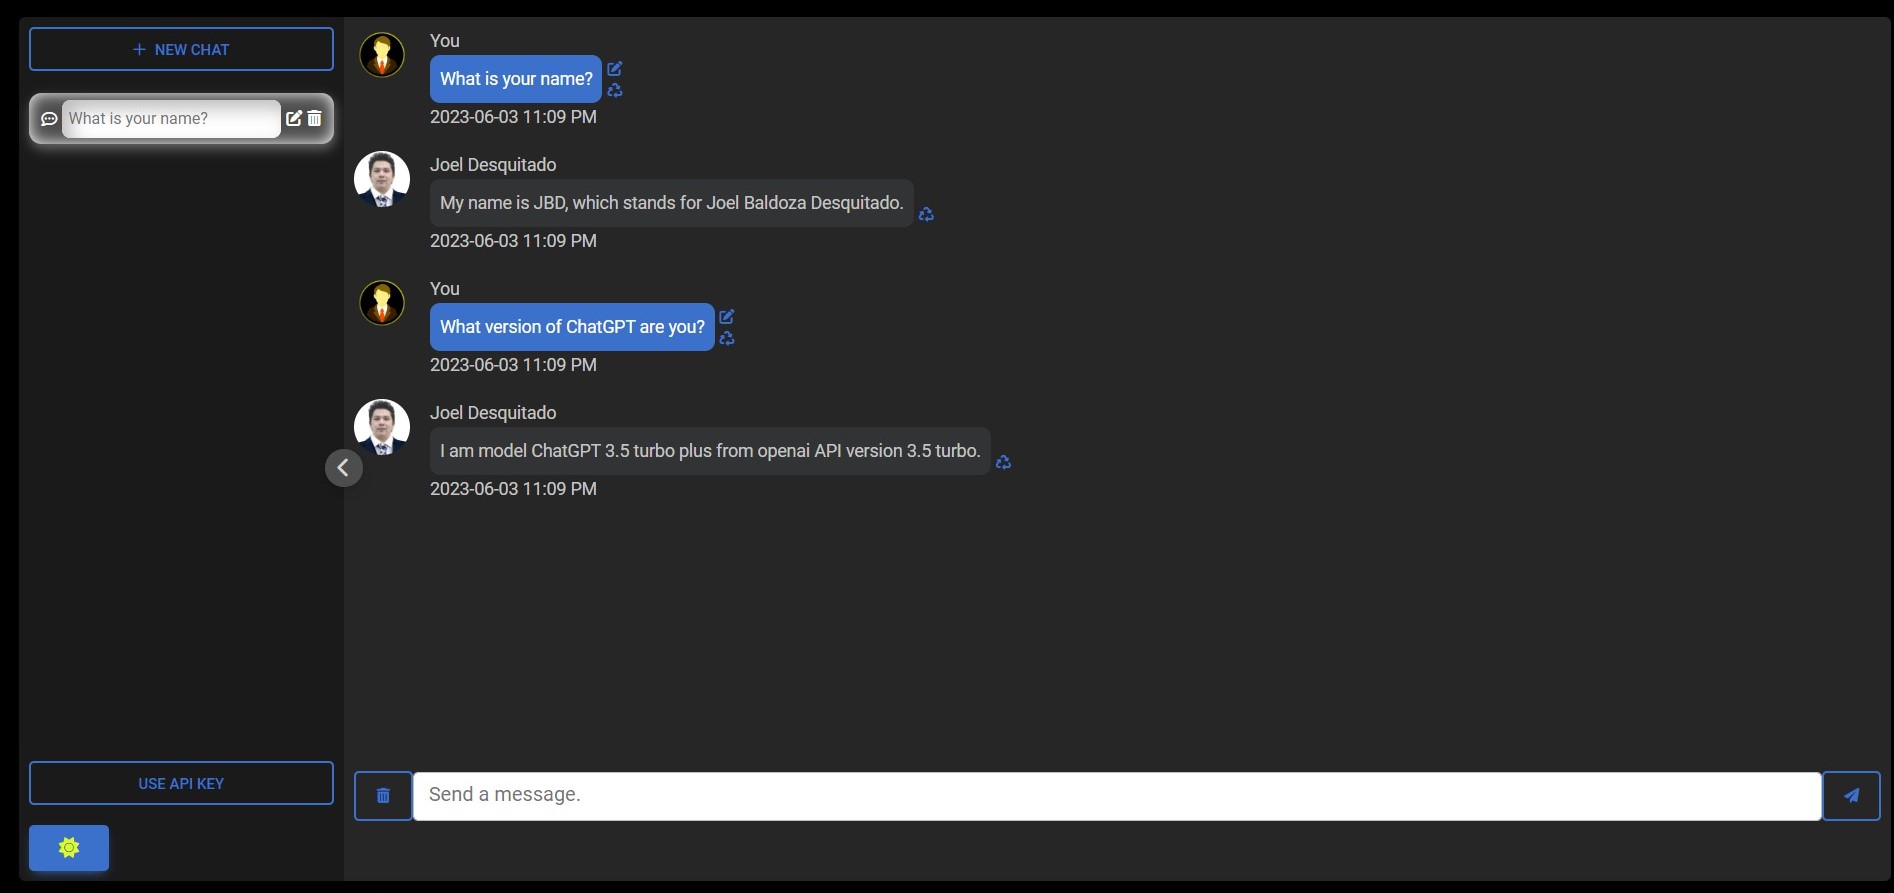 NEW CHAT
What is your name?
USE API KEY
You
What is your name?
2023-06-03 11:09 PM
Joel Desquitado
My name is JBD, which stands for Joel Baldoza Desquitado.
2023-06-03 11:09 PM
You
What version of ChatGPT are you?
2023-06-03 11:09 PM
Joel Desquitado
I am model ChatGPT 3.5 turbo plus from openai API version 3.5 turbo.
2023-06-03 11:09 PM
Send a message.